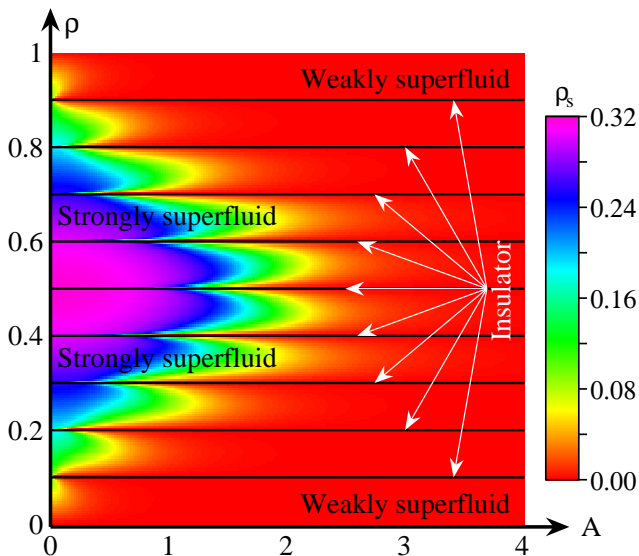 ρ
1
Weakly superfluid
ρs
0.32
0.8
0.24
Strongly superfluid
0.6
Insulator
0.16
0.4
Strongly superfluid
0.08
0.2
Weakly superfluid
0.00
0
0 1 2 3 4 A